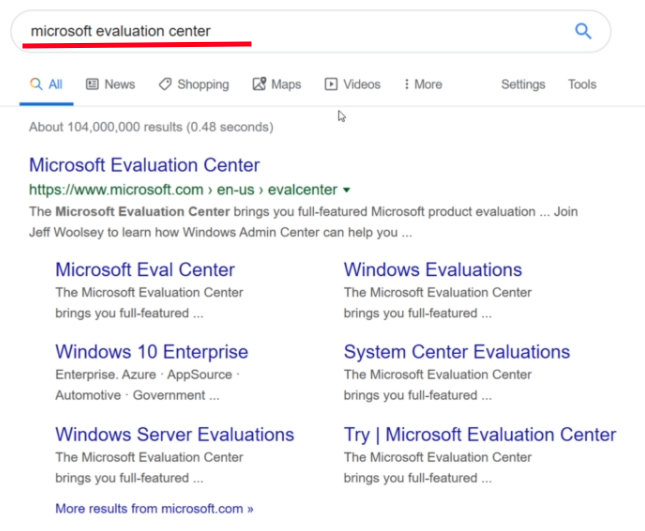 microsoft evaluation center
All News Shopping Maps Videos More Settings Tools
About 104,000,000 results (0.48 seconds)
Microsoft Evaluation Center
https://www.microsoft.com › en-us › evalcenter
The Microsoft Evaluation Center brings you full-featured Microsoft product evaluation ... Join
Jeff Woolsey to learn how Windows Admin Center can help you ...
Microsoft Eval Center
The Microsoft Evaluation Center
brings you full-featured ...
Windows Evaluations
The Microsoft Evaluation Center
brings you full-featured ...
Windows 10 Enterprise
Enterprise. Azure · AppSource ·
Automotive · Government ...
System Center Evaluations
The Microsoft Evaluation Center
brings you full-featured ...
Windows Server Evaluations
The Microsoft Evaluation Center
brings you full-featured ...
Try | Microsoft Evaluation Center
The Microsoft Evaluation Center
brings you full-featured ...
More results from microsoft.com »